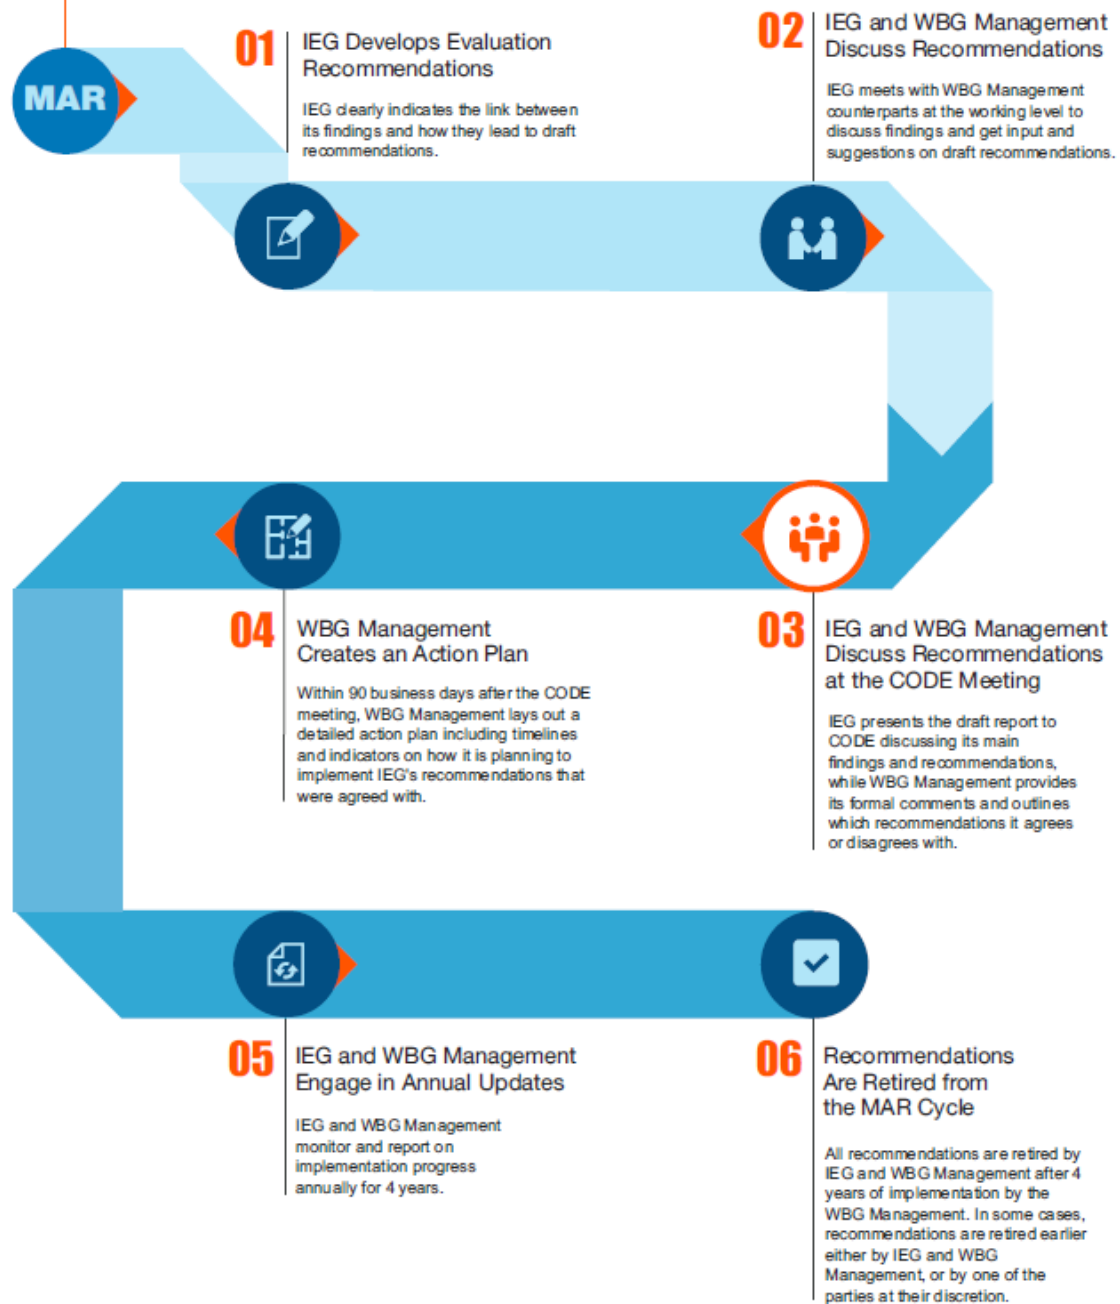 MAR
01
IEG Develops Evaluation
Recommendations
IEG clearly indicates the link between
its findings and how they lead to draft
recommendations.
02
IEG and WBG Management
Discuss Recommendations
IEG meets with WBG Management
counterparts at the working level to
discuss findings and get input and
suggestions on draft recommendations.
03
IEG and WBG Management
Discuss Recommendations
at the CODE Meeting
IEG presents the draft report to
CODE discussing its main
findings and recommendations,
while WBG Management provides
its formal comments and outlines
which recommendations it agrees
or disagrees with.
04
WBG Management
Creates an Action Plan
Within 90 business days after the CODE
meeting, WBG Management lays out a
detailed action plan including timelines
and indicators on how it is planning to
implement IEG's recommendations that
were agreed with.
05
IEG and WBG Management
Engage in Annual Updates
IEG and WBG Management
monitor and report on
implementation progress
annually for 4 years.
06
Recommendations
Are Retired from
the MAR Cycle
All recommendations are retired by
IEG and WBG Management after 4
years of implementation by the
WBG Management. In some cases,
recommendations are retired earlier
either by IEG and WBG
Management, or by one of the
parties at their discretion.